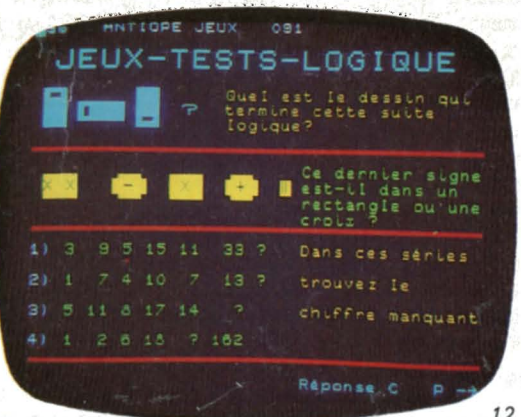 ANTIOPE JEUX 091
JEUX-TESTS-LOGIQUE
? Quel est le dessin qui
termine cette suite
logique?
X X - X + Ce dernier signe
est-il dans un
rectangle ou une
croix ?
1) 3 9 5 15 11 33 ? Dans ces séries
2) 1 7 4 10 7 13 ? trouvez le
3) 5 11 8 17 14 ? chiffre manquant
4) 1 2 6 18 ? 162
Réponse C P →
12